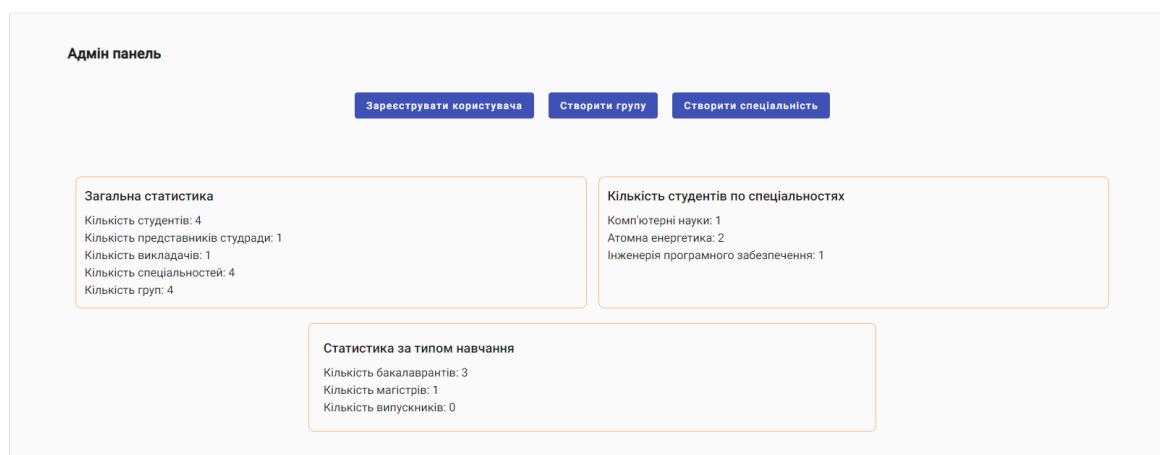 Адмін панель
Зареєструвати користувача
Створити групу
Створити спеціальність
Загальна статистика
Кількість студентів: 4
Кількість представників студради: 1
Кількість викладачів: 1
Кількість спеціальностей: 4
Кількість груп: 4
Кількість студентів по спеціальностях
Комп'ютерні науки: 1
Атомна енергетика: 2
Інженерія програмного забезпечення: 1
Статистика за типом навчання
Кількість бакалаврантів: 3
Кількість магістрів: 1
Кількість випускників: 0